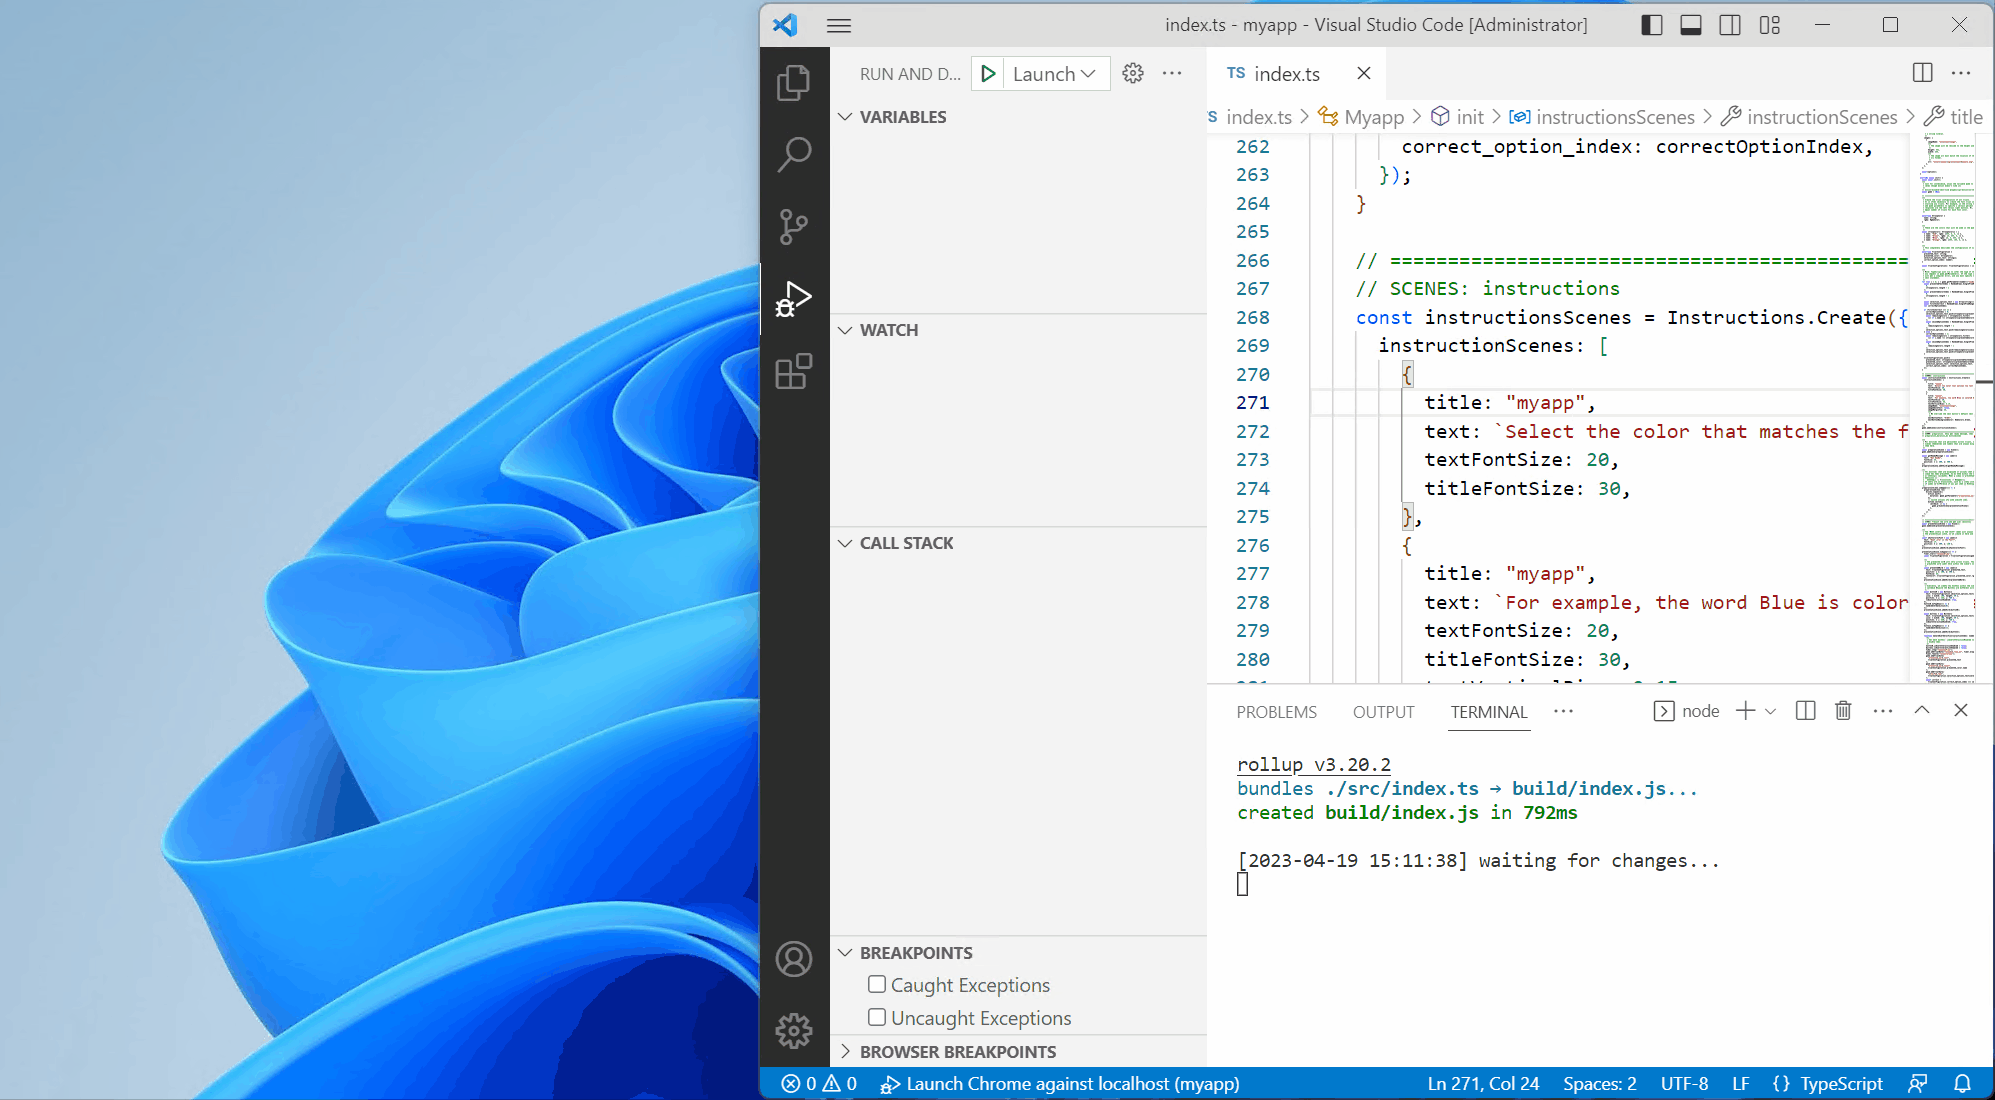 index.ts - myapp - Visual Studio Code [Administrator]
RUN AND D...
Launch
TS index.ts
VARIABLES
WATCH
CALL STACK
BREAKPOINTS
Caught Exceptions
Uncaught Exceptions
BROWSER BREAKPOINTS
S index.ts > Myapp > init > instructionsScenes > instructionScenes > title
262 correct_option_index: correctOptionIndex,
263 });
264 }
265
266 // =============================================
267 // SCENES: instructions
268 const instructionsScenes = Instructions.Create({
269 instructionScenes: [
270 {
271 title: "myapp",
272 text: `Select the color that matches the f
273 textFontSize: 20,
274 titleFontSize: 30,
275 },
276 {
277 title: "myapp",
278 text: `For example, the word Blue is color
279 textFontSize: 20,
280 titleFontSize: 30,
PROBLEMS OUTPUT TERMINAL ... node
rollup v3.20.2
bundles ./src/index.ts → build/index.js...
created build/index.js in 792ms
[2023-04-19 15:11:38] waiting for changes...
0 0 Launch Chrome against localhost (myapp) Ln 271, Col 24 Spaces: 2 UTF-8 LF {} TypeScript